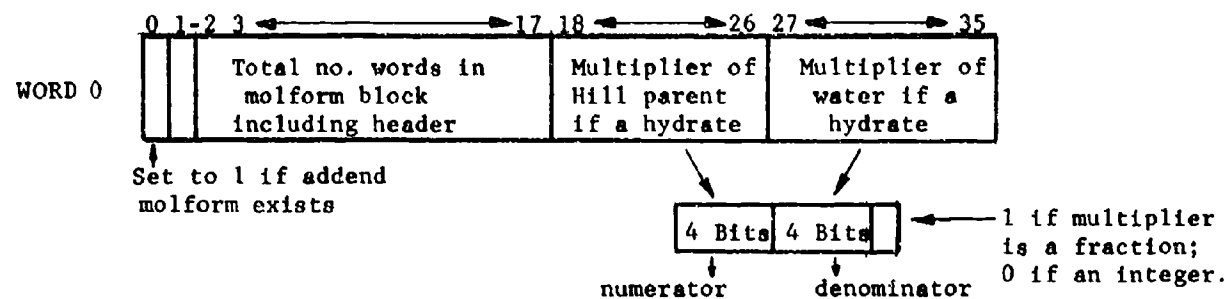 0 1-2 3 17 18 26 27 35
WORD 0
Total no. words in
molform block
including header
Multiplier of
Hill parent
if a hydrate
Multiplier of
water if a
hydrate
Set to 1 if addend
molform exists
4 Bits 4 Bits
1 if multiplier
is a fraction;
0 if an integer.
numerator denominator